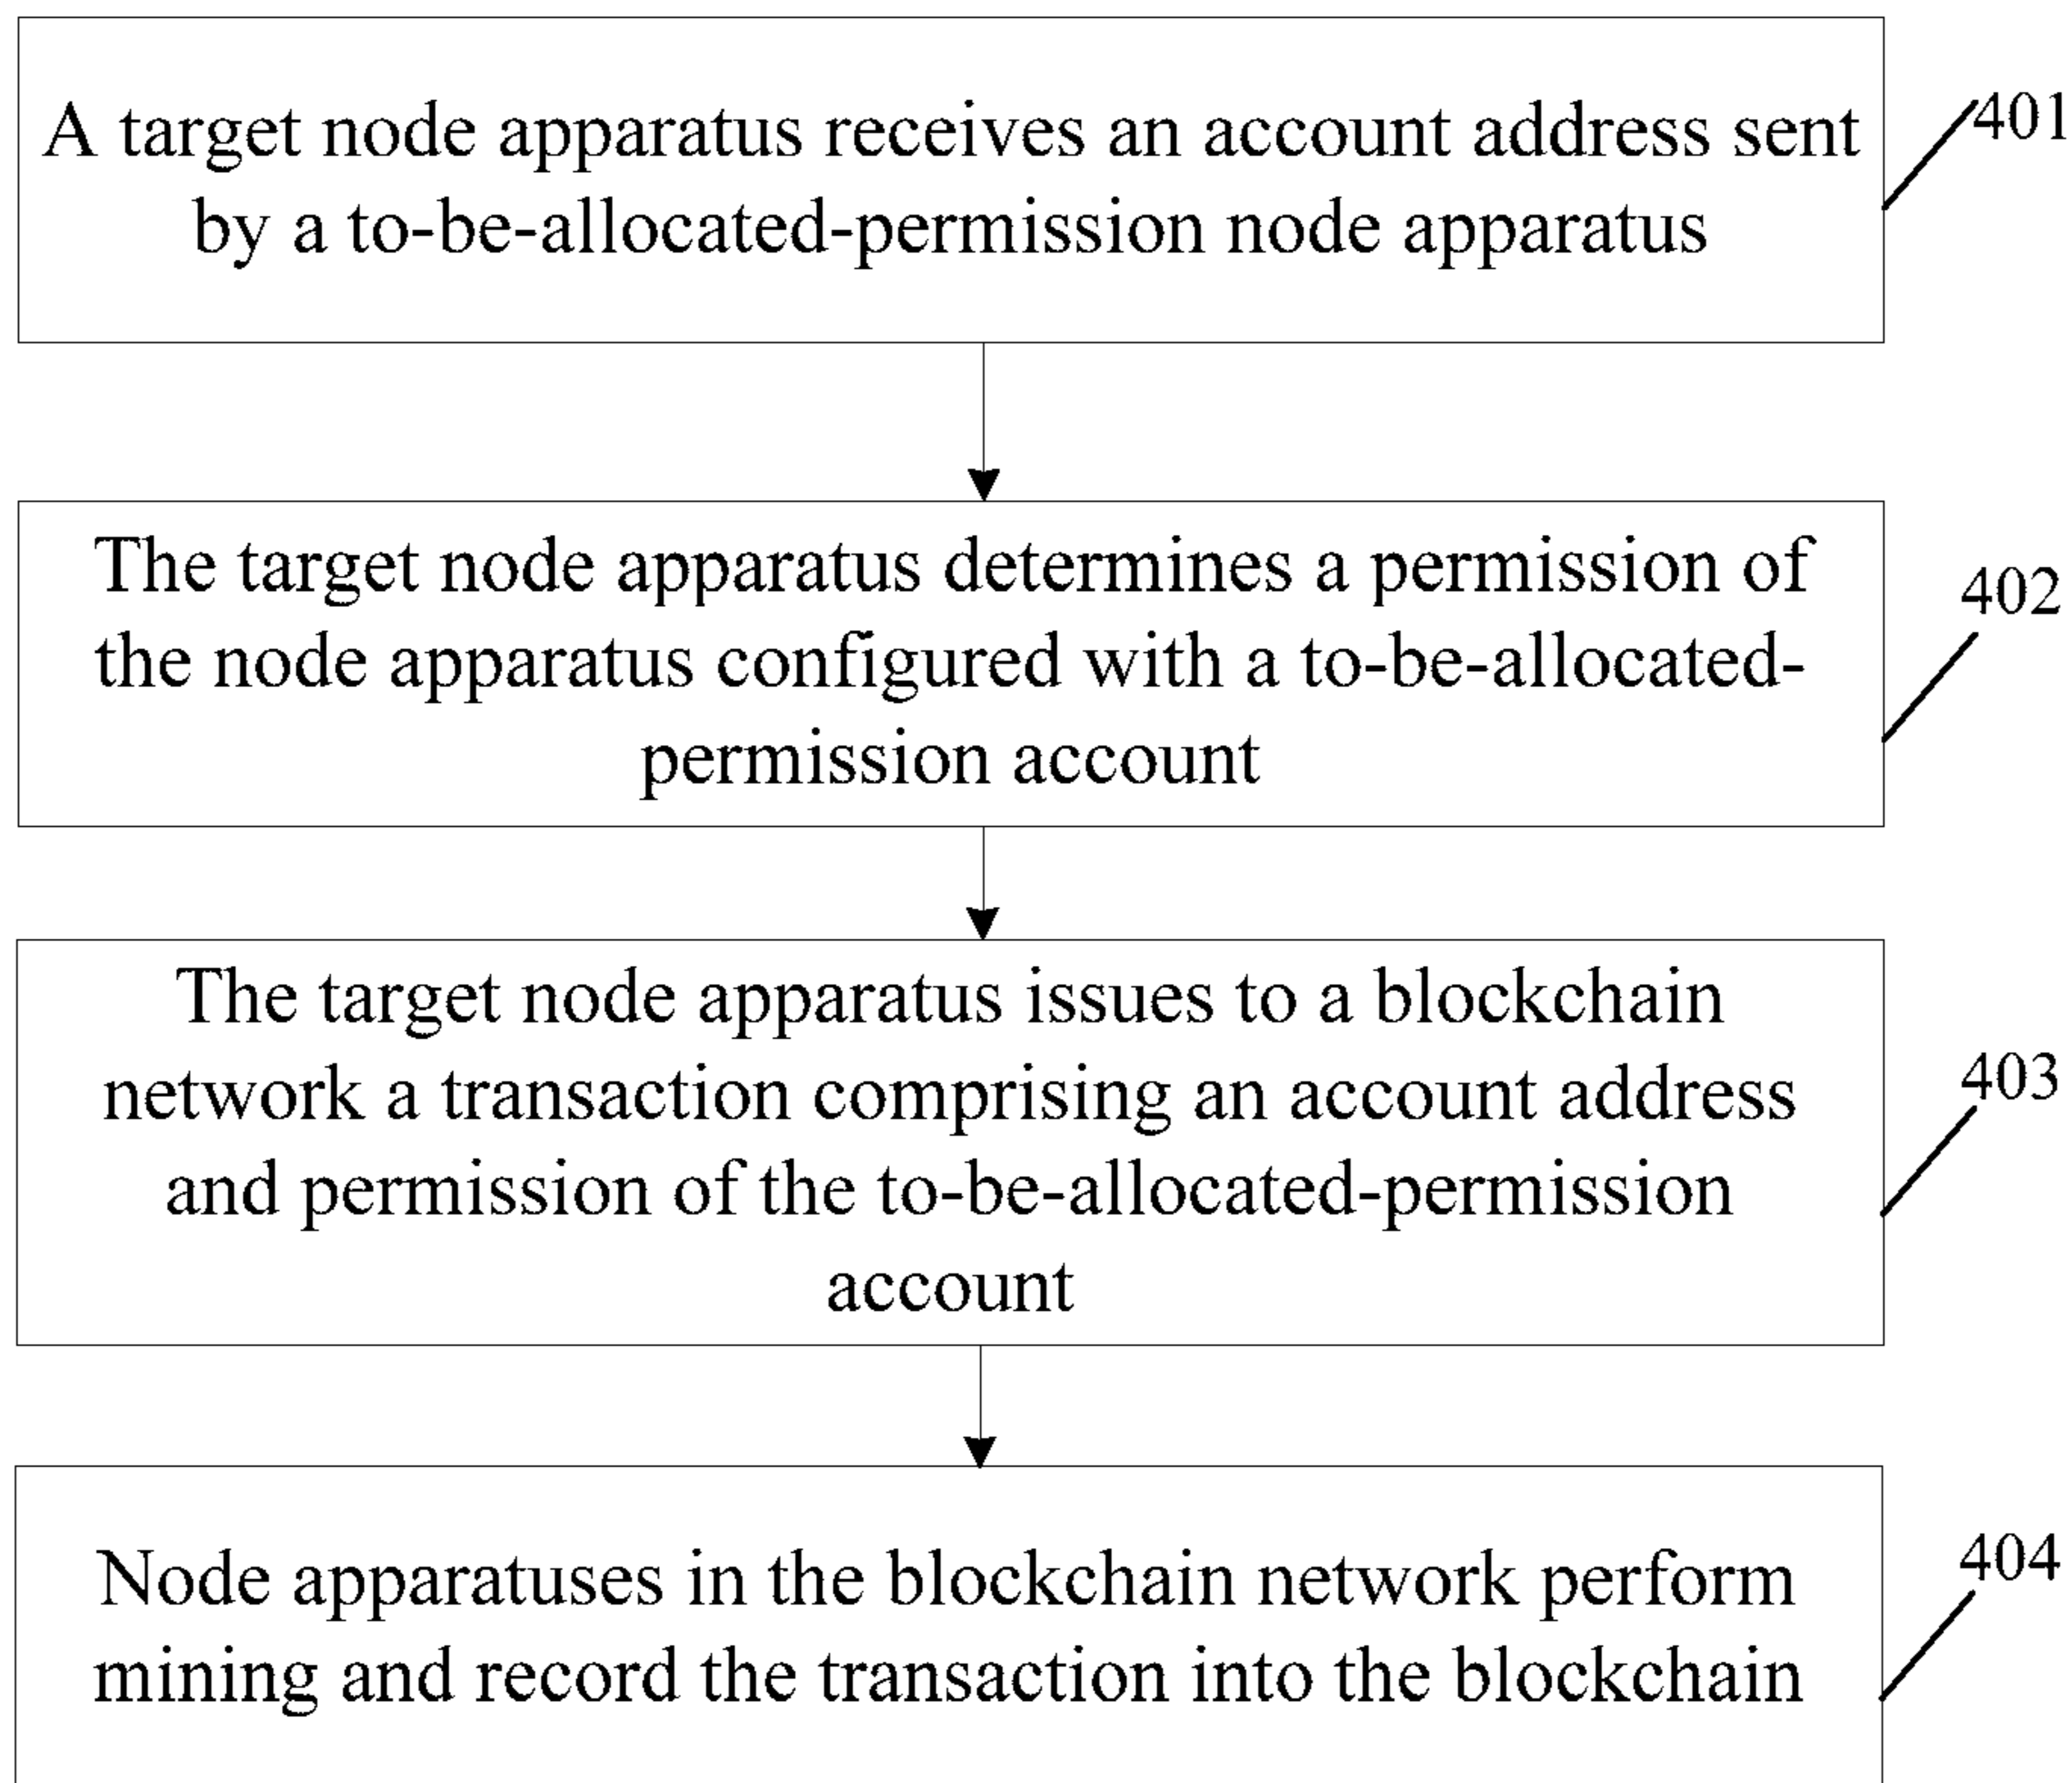 A target node apparatus receives an account address sent
by a to-be-allocated-permission node apparatus
401
The target node apparatus determines a permission of
the node apparatus configured with a to-be-allocated-
permission account
402
The target node apparatus issues to a blockchain
network a transaction comprising an account address
and permission of the to-be-allocated-permission
account
403
Node apparatuses in the blockchain network perform
mining and record the transaction into the blockchain
404